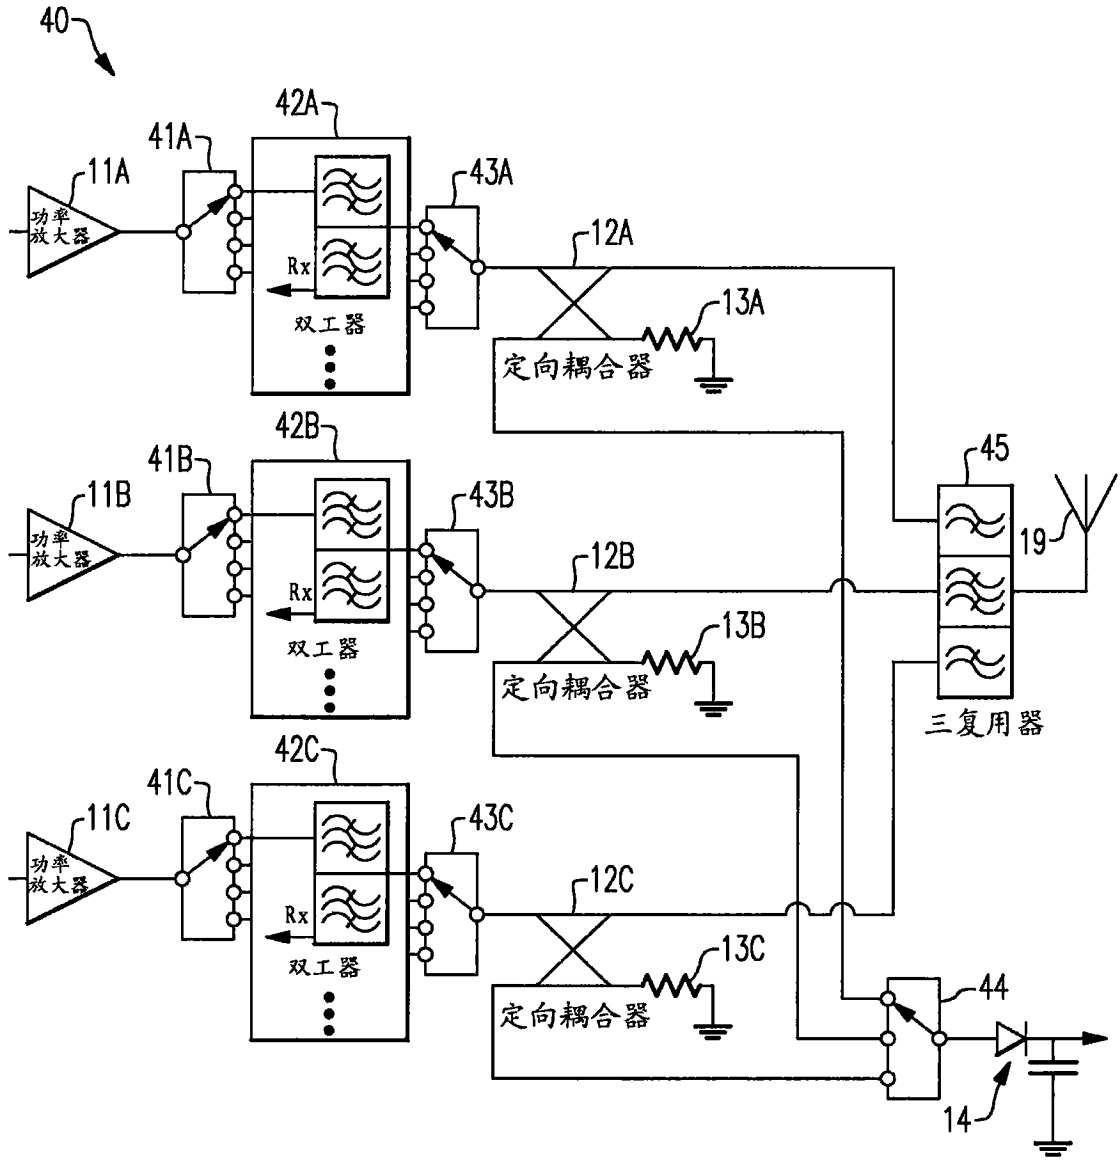 40
42A
41A
11A
43A
功率
放大器
12A
Rx
13A
双工器
定向耦合器
42B
41B
45
11B
43B
19
功率
放大器
12B
Rx
13B
双工器
定向耦合器
三复用器
42C
41C
11C
43C
功率
放大器
12C
Rx
13C
双工器
44
定向耦合器
14